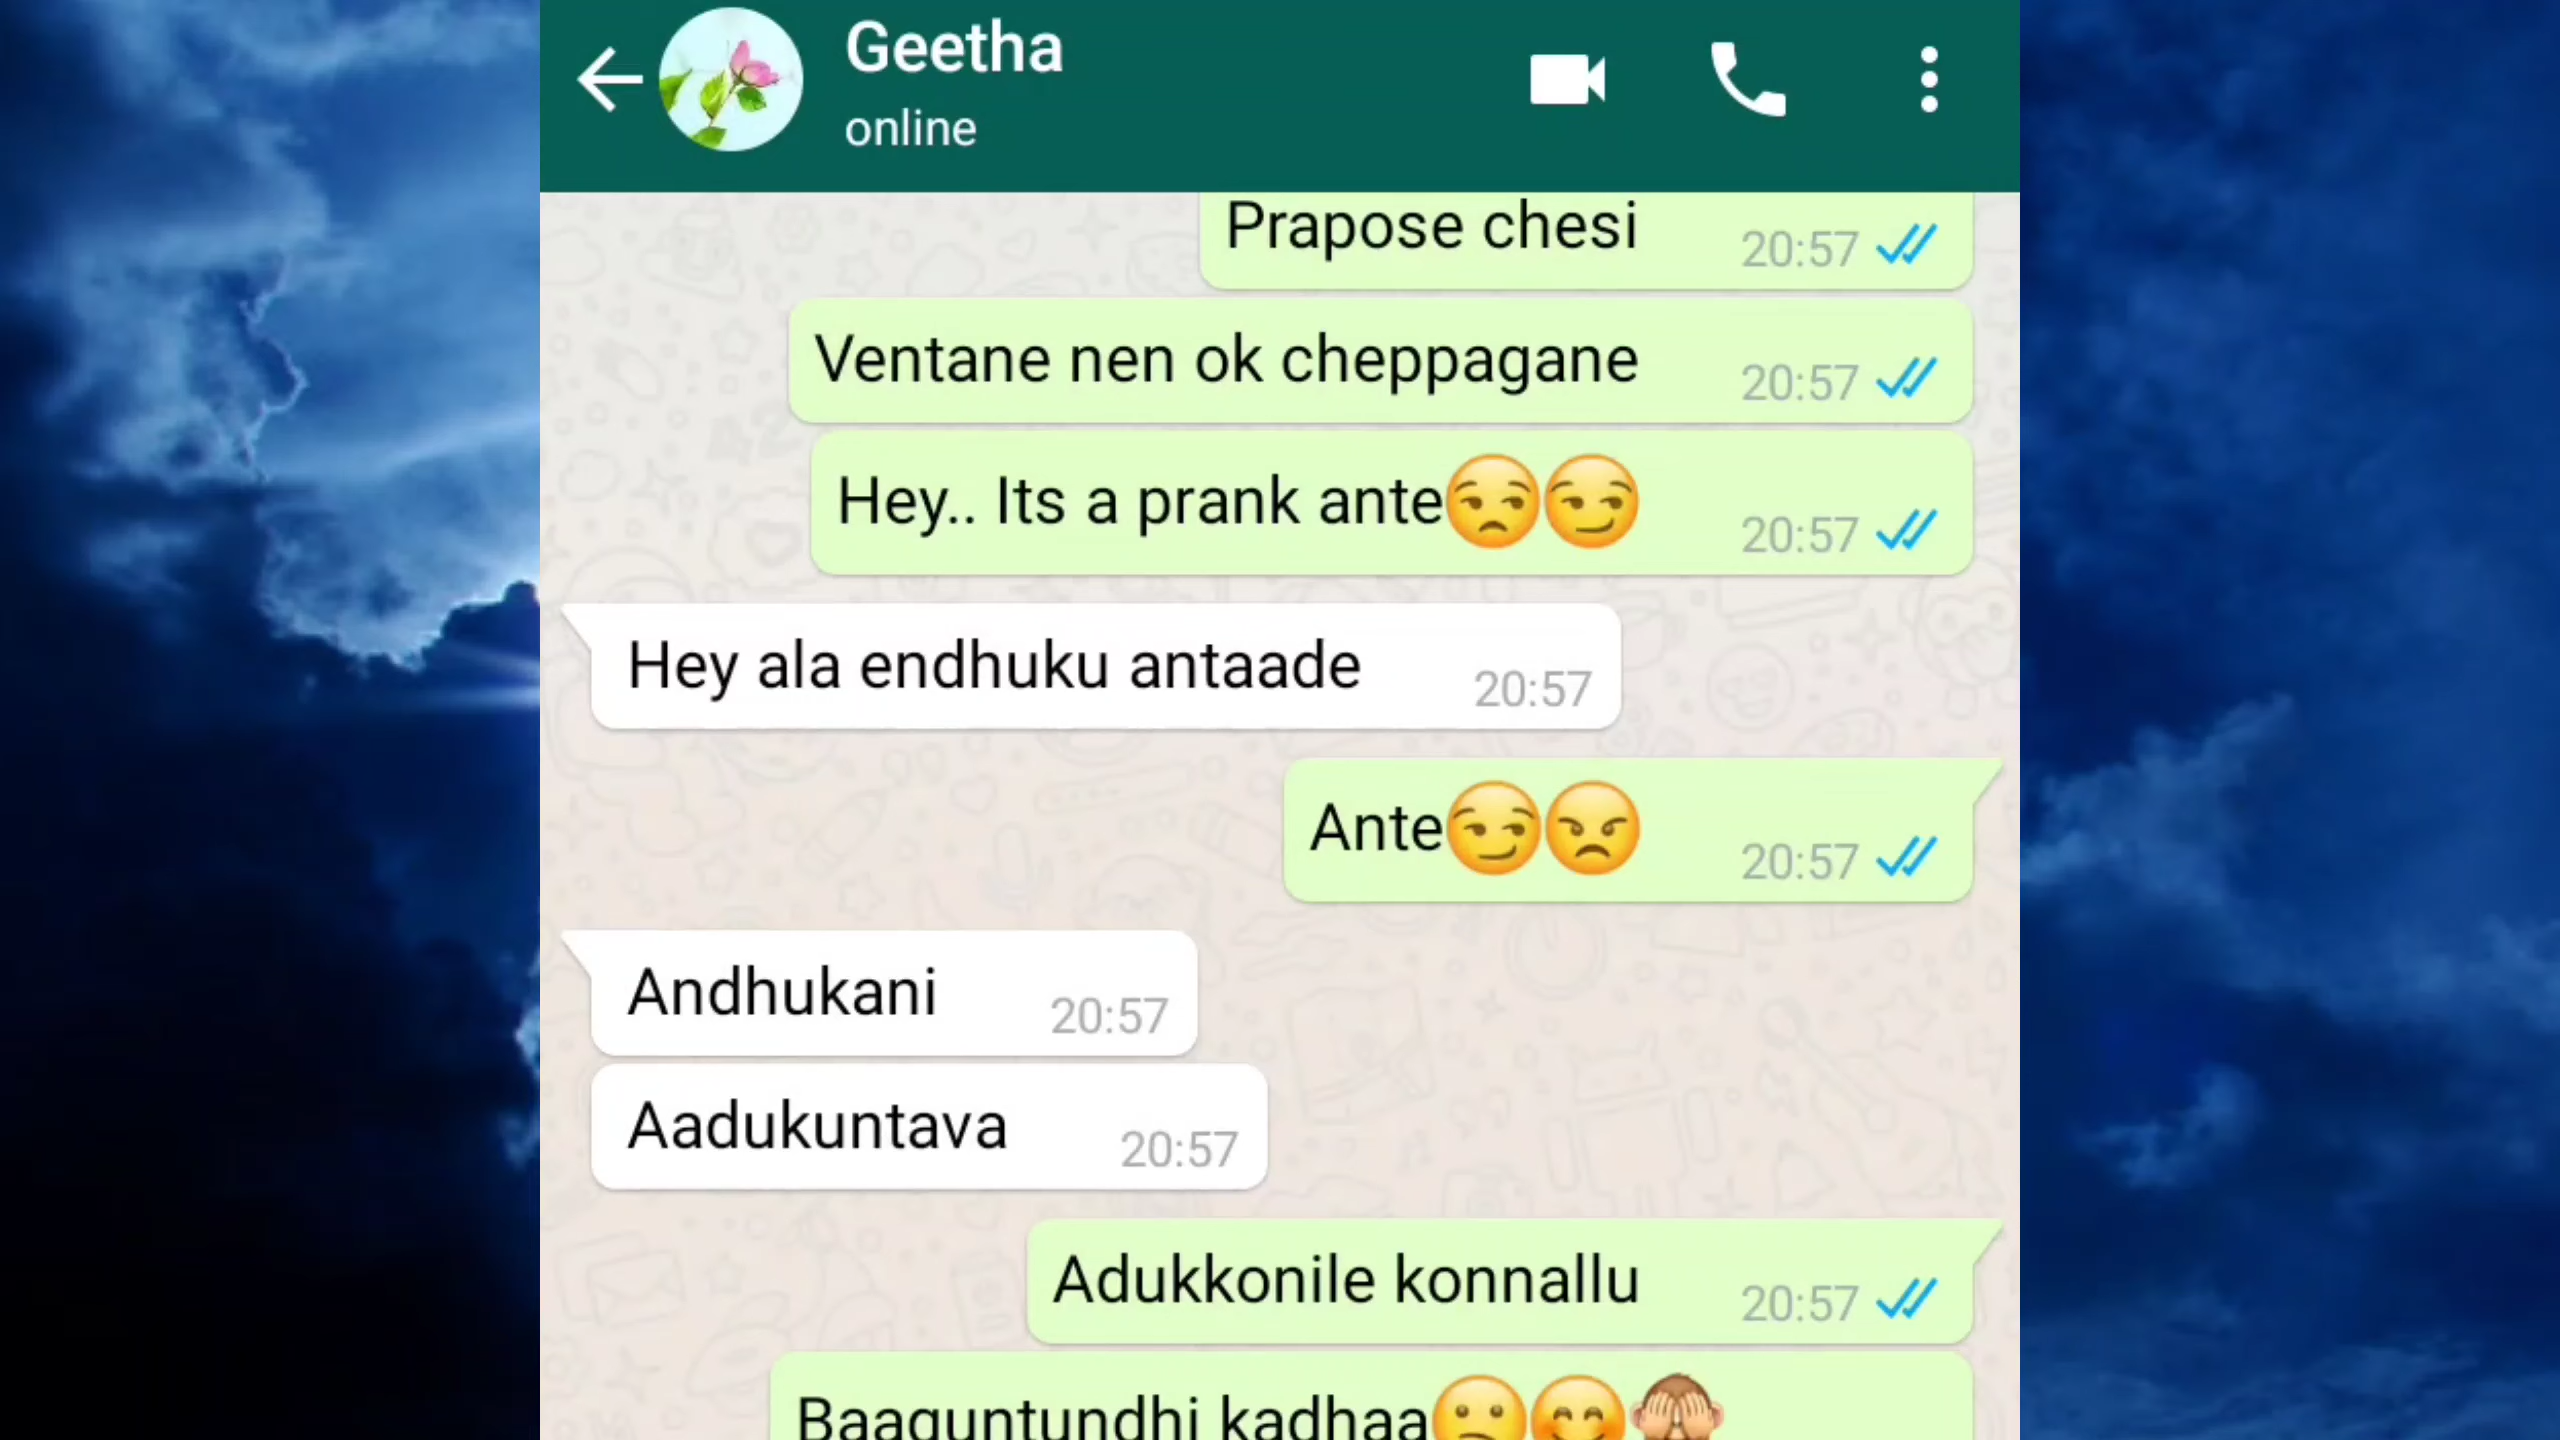 Geetha
online
Prapose chesi 20:57
Ventane nen ok cheppagane 20:57
Hey.. Its a prank ante😒😏 20:57
Hey ala endhuku antaade 20:57
Ante😏😠 20:57
Andhukani 20:57
Aadukuntava 20:57
Adukkonile konnallu 20:57
Baaguntundhi kadhaa😕😊🙈